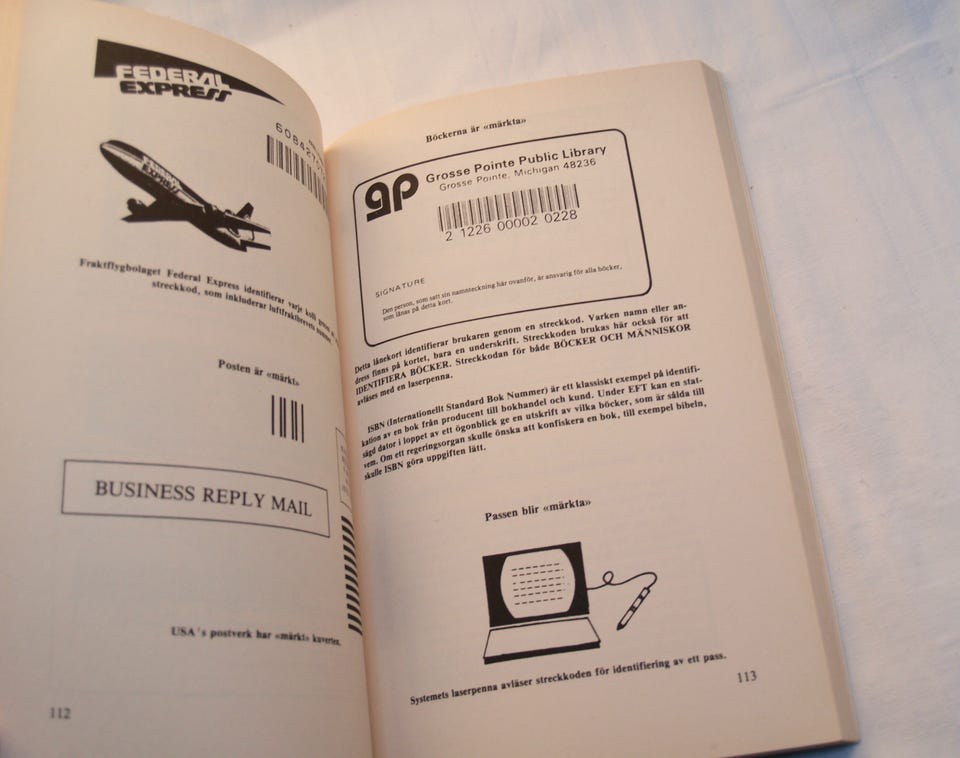 FEDERAL
EXPRESS
FEDERAL
EXPRESS
Fraktflygbolaget Federal Express identifierar varje kolli genom
streckkod, som inkluderar luftfraktbrevets nummer
Posten är «märkt»
BUSINESS REPLY MAIL
USA's postverk har «märkt» kuverten.
112
Böckerna är «märkta»
gp
Grosse Pointe Public Library
Grosse Pointe, Michigan 48236
2 1226 00002 0228
SIGNATURE
Den person, som satt sin namnteckning här ovanför, är ansvarig för alla böcker,
som lånas på detta kort.
Detta lånekort identifierar brukaren genom en streckkod. Varken namn eller an-
dress finns på kortet, bara en underskrift. Streckkoden brukas här också för att
IDENTIFIERA BÖCKER. Streckkodan för både BÖCKER OCH MÄNNISKOR
avläses med en laserpenna.
ISBN (Internationellt Standard Bok Nummer) är ett klassiskt exempel på identifi-
kation av en bok från producent till bokhandel och kund. Under EFT kan en stat-
sägd dator i loppet av ett ögonblick ge en utskrift av vilka böcker, som är sålda till
vem. Om ett regeringsorgan skulle önska att konfiskera en bok, till exempel bibeln,
skulle ISBN göra uppgiften lätt.
Passen blir «märkta»
Systemets laserpenna avläser streckkoden för identifiering av ett pass.
113